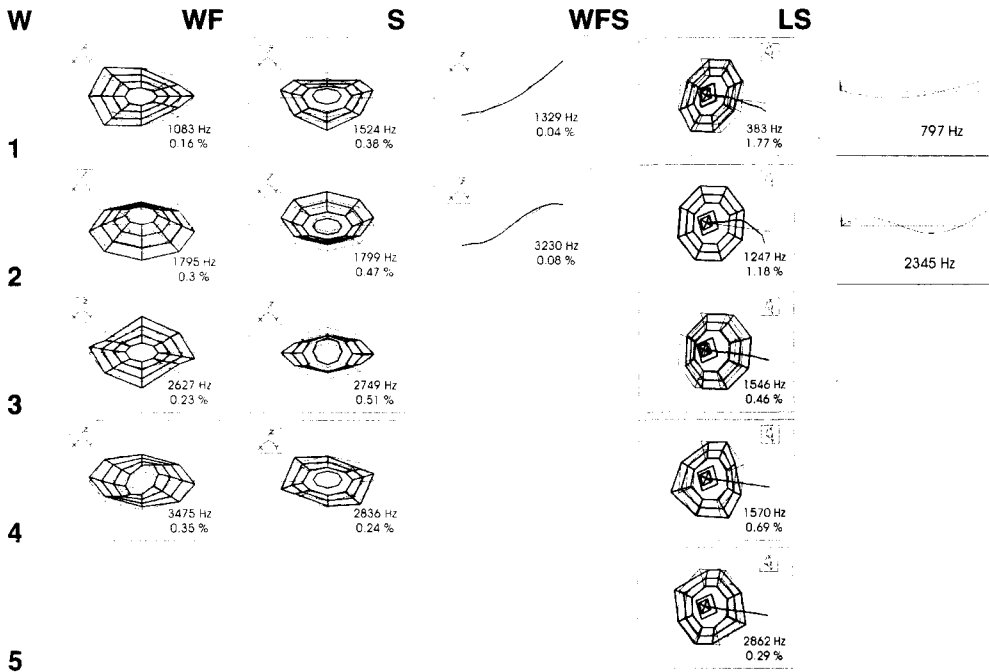 W WF S WFS LS
1083 Hz
0.16 %
1524 Hz
0.38 %
1329 Hz
0.04 %
383 Hz
1.77 %
797 Hz
1
1795 Hz
0.3 %
1799 Hz
0.47 %
3230 Hz
0.08 %
1247 Hz
1.18 %
2345 Hz
2
2627 Hz
0.23 %
2749 Hz
0.51 %
1546 Hz
0.46 %
3
3475 Hz
0.35 %
2836 Hz
0.24 %
1570 Hz
0.69 %
4
2862 Hz
0.29 %
5